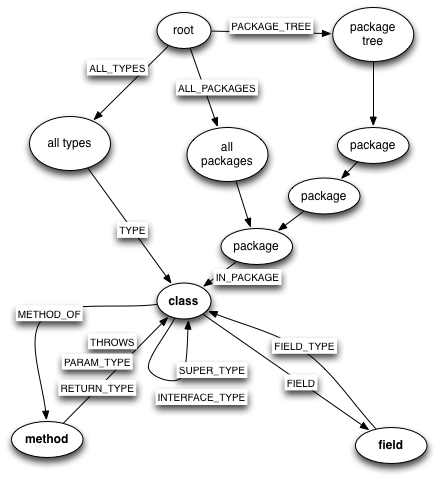 root
PACKAGE_TREE
package
tree
ALL_TYPES
ALL_PACKAGES
all types
all
packages
package
package
TYPE
package
IN_PACKAGE
class
METHOD_OF
THROWS
PARAM_TYPE
RETURN_TYPE
SUPER_TYPE
INTERFACE_TYPE
FIELD_TYPE
FIELD
method
field